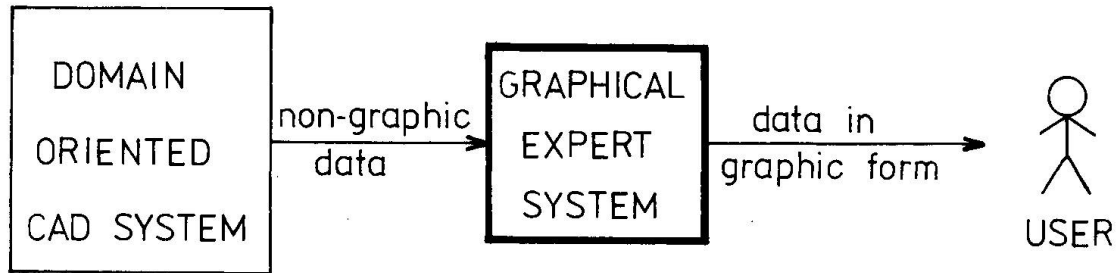 DOMAIN
ORIENTED
CAD SYSTEM
non-graphic
data
GRAPHICAL
EXPERT
SYSTEM
data in
graphic form
USER